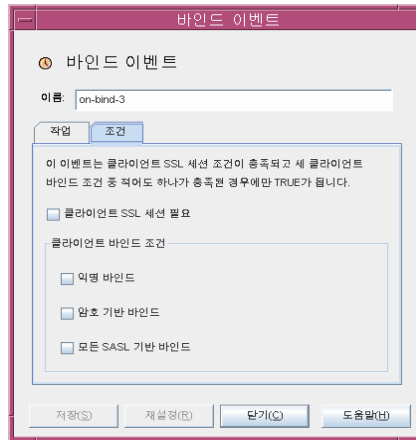 바인드 이벤트
바인드 이벤트
이름: on-bind-3
작업 조건
이 이벤트는 클라이언트 SSL 세션 조건이 충족되고 세 클라이언트
바인드 조건 중 적어도 하나가 충족된 경우에만 TRUE가 됩니다.
클라이언트 SSL 세션 필요
클라이언트 바인드 조건
익명 바인드
암호 기반 바인드
모든 SASL 기반 바인드
저장(S) 재설정(R) 닫기(C) 도움말(H)